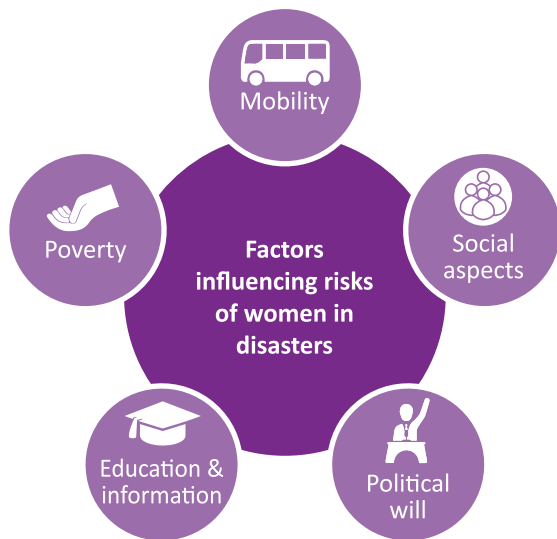 Mobility
Social
aspects
Political
will
Education &
information
Poverty
Factors
influencing risks
of women in
disasters